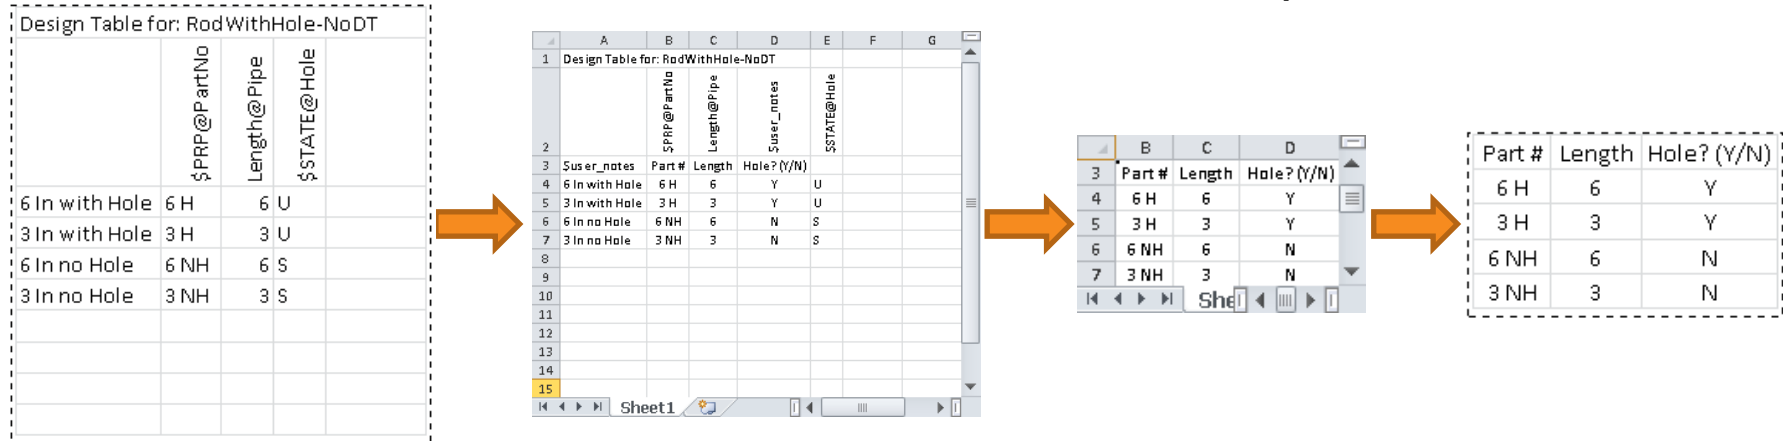 Design Table for: RodWithHole-NoDT
$PRP@PartNo Length@Pipe $STATE@Hole
6 In with Hole 6 H 6 U
3 In with Hole 3 H 3 U
6 In no Hole 6 NH 6 S
3 In no Hole 3 NH 3 S
A B C D E F G
1 Design Table for: RodWithHole-NoDT
2 $PRP@PartNo Length@Pipe $user_notes $STATE@Hole
3 $user_notes Part # Length Hole? (Y/N)
4 6 In with Hole 6 H 6 Y U
5 3 In with Hole 3 H 3 Y U
6 6 In no Hole 6 NH 6 N S
7 3 In no Hole 3 NH 3 N S
8
9
10
11
12
13
14
15
Sheet1
B C D
3 Part # Length Hole? (Y/N)
4 6 H 6 Y
5 3 H 3 Y
6 6 NH 6 N
7 3 NH 3 N
She
Part # Length Hole? (Y/N)
6 H 6 Y
3 H 3 Y
6 NH 6 N
3 NH 3 N